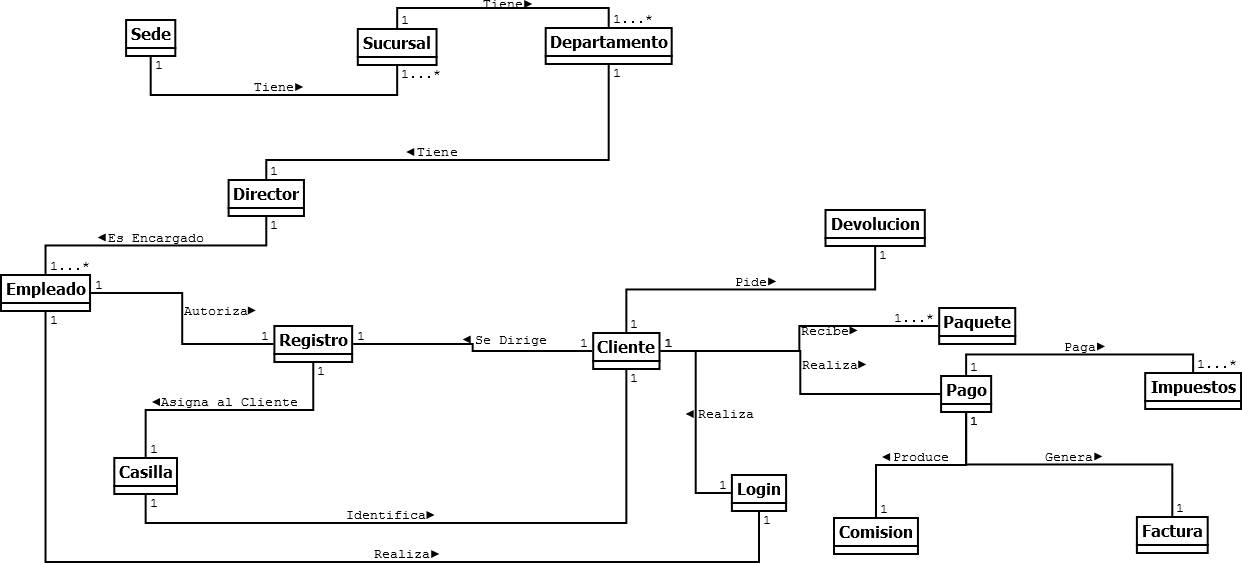 Tiene►
1
1...*
Sede
Sucursal
Departamento
1
1...*
1
Tiene►
◄Tiene
1
Director
1
◄Es Encargado
Devolucion
1
1...*
Empleado
1
Pide►
1
Autoriza►
1
1
Registro
1
◄Se Dirige
1
1
Cliente
1
Recibe►
1...*
Paquete
Realiza►
Paga►
1
1...*
Pago
Impuestos
1
1
1
◄Asigna al Cliente
◄Realiza
1
Casilla
1
◄Produce
Genera►
1
Login
1
Identifica►
1
Comision
1
Factura
Realiza►